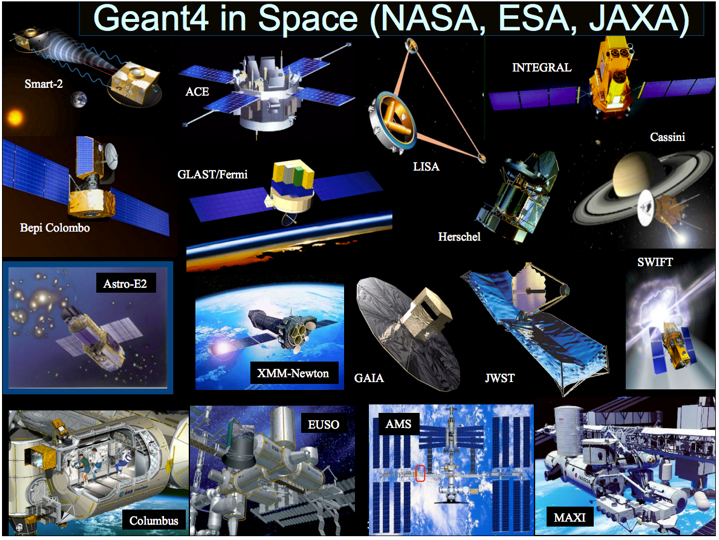 Geant4 in Space (NASA, ESA, JAXA)
Smart-2
ACE
LISA
INTEGRAL
Cassini
Bepi Colombo
GLAST/Fermi
Herschel
SWIFT
Astro-E2
XMM-Newton
GAIA
JWST
Columbus
EUSO
AMS
MAXI